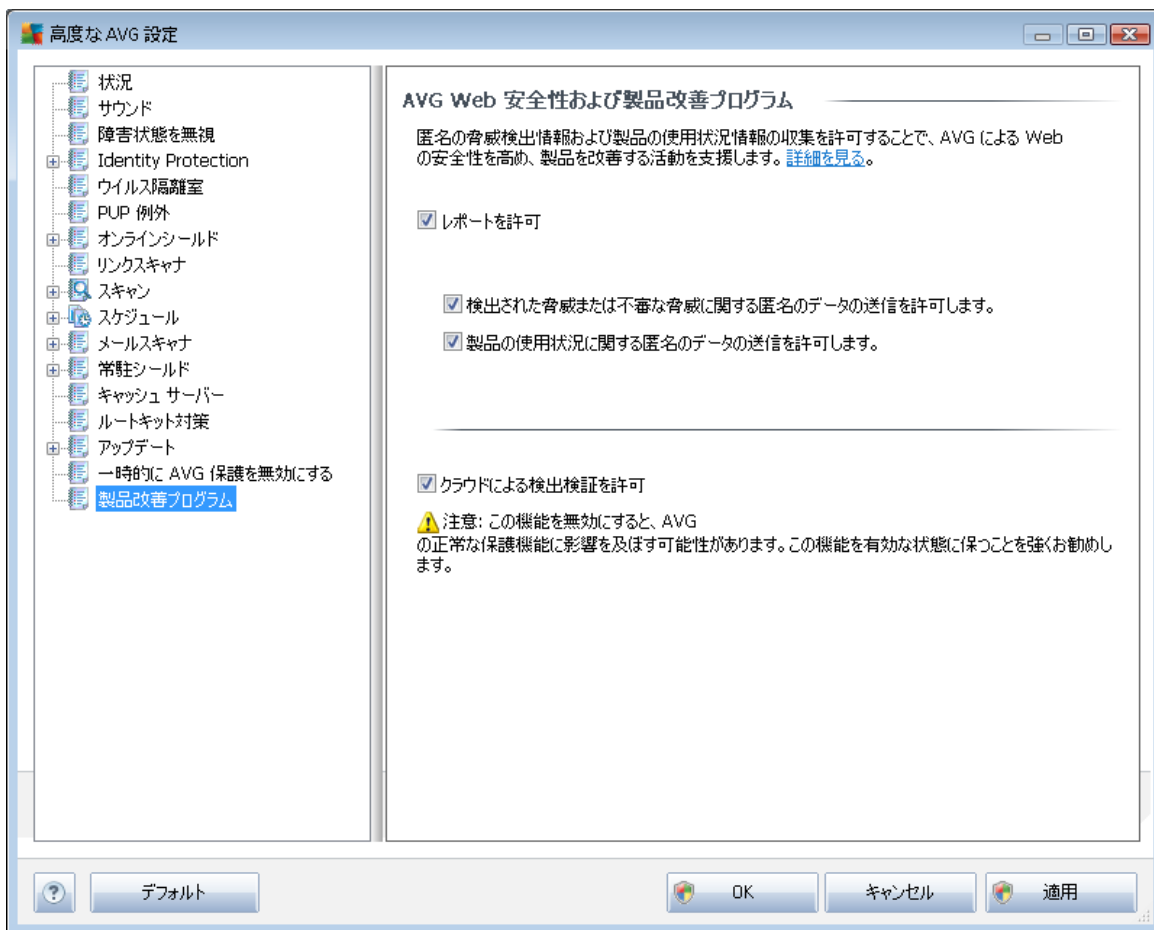 高度な AVG 設定
状況
サウンド
障害状態を無視
Identity Protection
ウイルス隔離室
PUP 例外
オンラインシールド
リンクスキャナ
スキャン
スケジュール
メールスキャナ
常駐シールド
キャッシュ サーバー
ルートキット対策
アップデート
一時的に AVG 保護を無効にする
製品改善プログラム
AVG Web 安全性および製品改善プログラム
匿名の脅威検出情報および製品の使用状況情報の収集を許可することで、AVG による Web
の安全性を高め、製品を改善する活動を支援します。詳細を見る。
レポートを許可
検出された脅威または不審な脅威に関する匿名のデータの送信を許可します。
製品の使用状況に関する匿名のデータの送信を許可します。
クラウドによる検出検証を許可
注意: この機能を無効にすると、AVG
の正常な保護機能に影響を及ぼす可能性があります。この機能を有効な状態に保つことを強くお勧めし
ます。
?
デフォルト
OK
キャンセル
適用